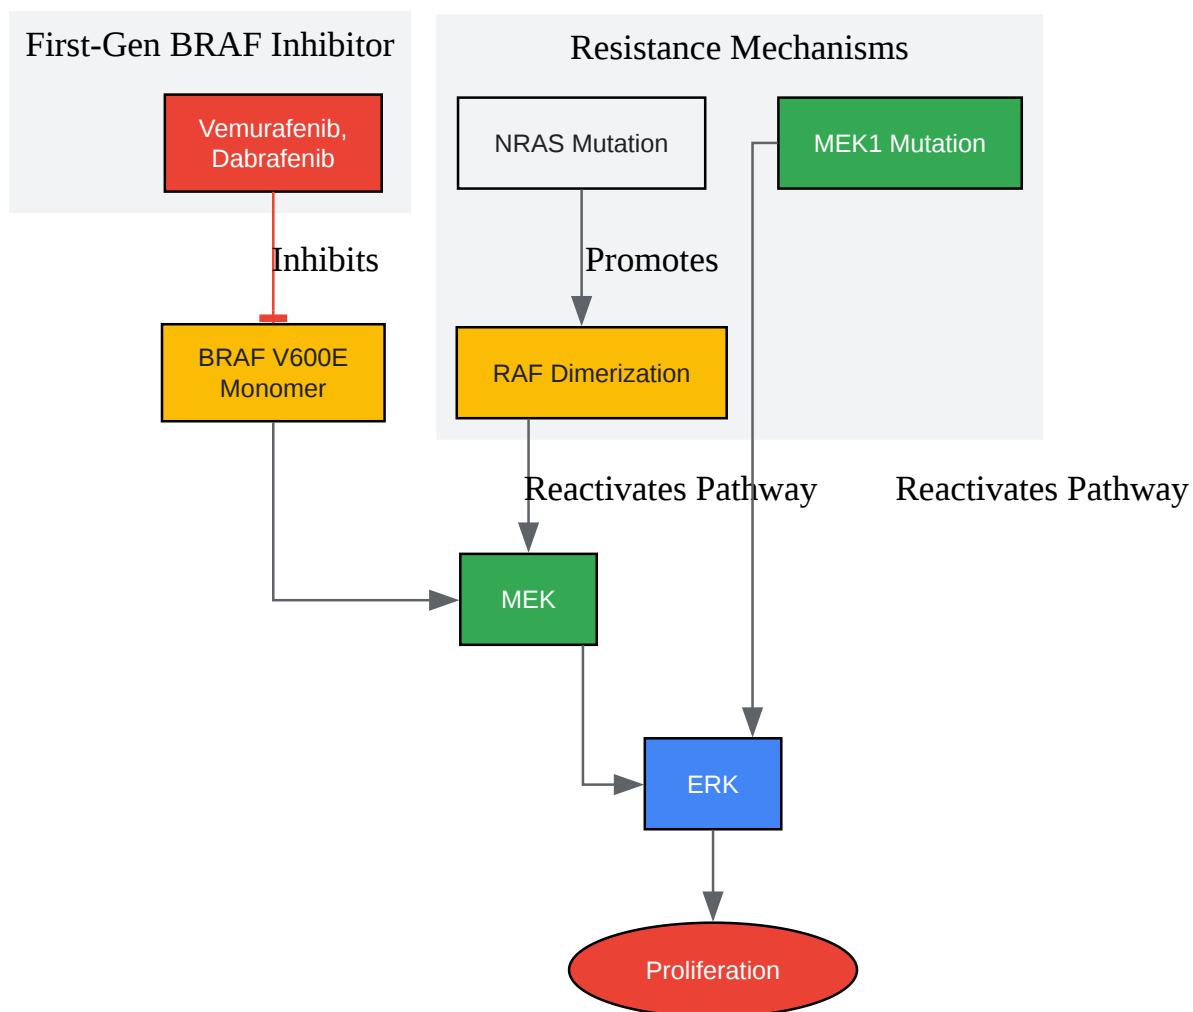 First-Gen BRAF Inhibitor
Resistance Mechanisms
Vemurafenib,
Dabrafenib
NRAS Mutation
MEK1 Mutation
Inhibits
Promotes
BRAF V600E
Monomer
RAF Dimerization
Reactivates Pathway
Reactivates Pathway
MEK
ERK
Proliferation